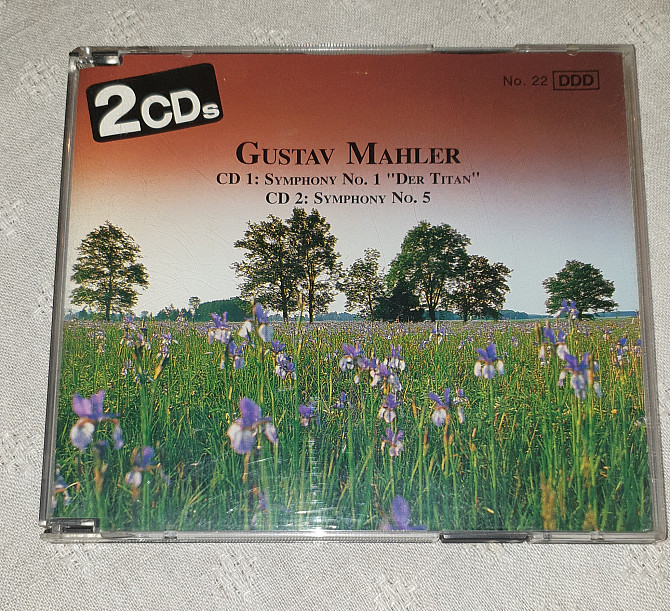 2CDs
No. 22 DDD
GUSTAV MAHLER
CD 1: SYMPHONY No. 1 "DER TITAN"
CD 2: SYMPHONY No. 5